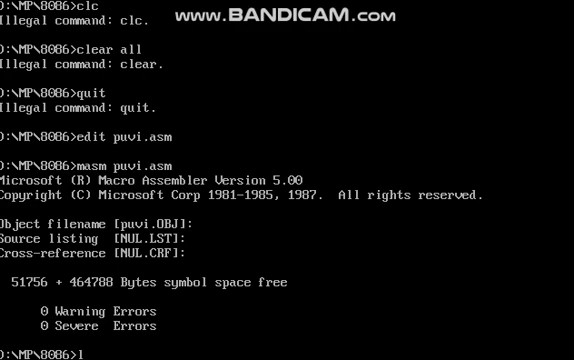 D:\MP\8086>clc
Illegal command: clc.
www.BANDICAM.com
D:\MP\8086>clear all
Illegal command: clear.
D:\MP\8086>quit
Illegal command: quit.
D:\MP\8086>edit puvi.asm
D:\MP\8086>masm puvi.asm
Microsoft (R) Macro Assembler Version 5.00
Copyright (C) Microsoft Corp 1981-1985, 1987.  All rights reserved.
Object filename [puvi.OBJ]:
Source listing  [NUL.LST]:
Cross-reference [NUL.CRF]:
51756 + 464788 Bytes symbol space free
0 Warning Errors
0 Severe  Errors
D:\MP\8086>l